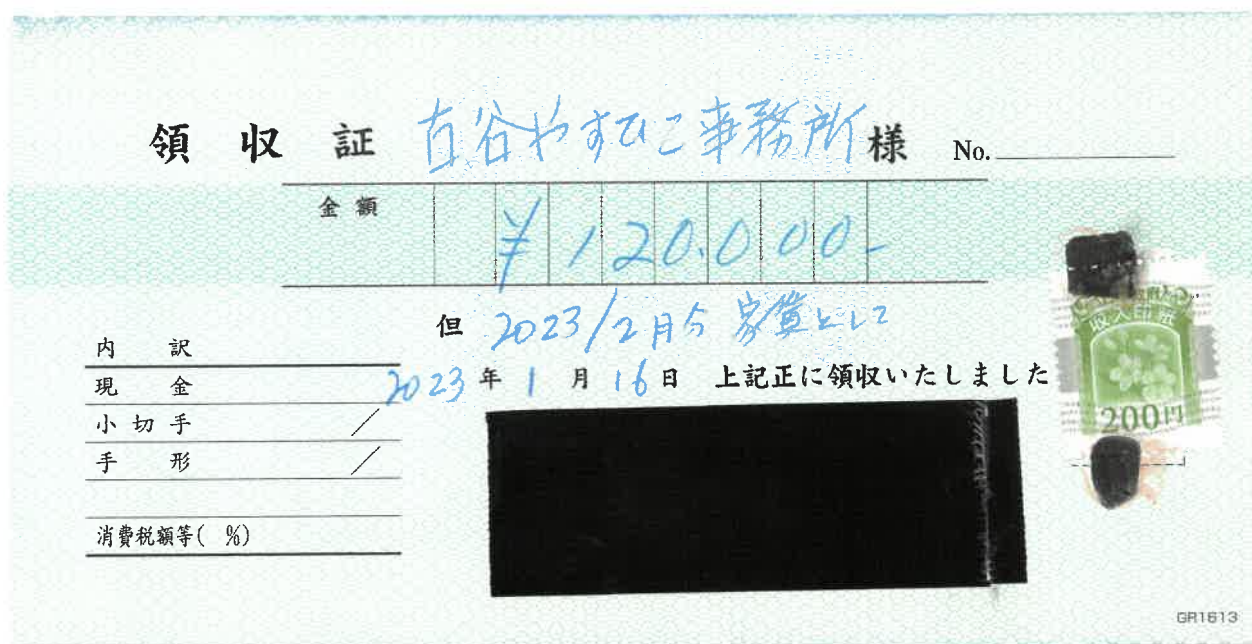 領収証 古谷やすひこ事務所 様 No.
金額 ¥120.000-
但 2023/2月分 家賃として
2023年1月16日 上記正に領収いたしました
内訳
現金
小切手 /
手形 /
消費税額等( %)
収入印紙
200円
GR1613